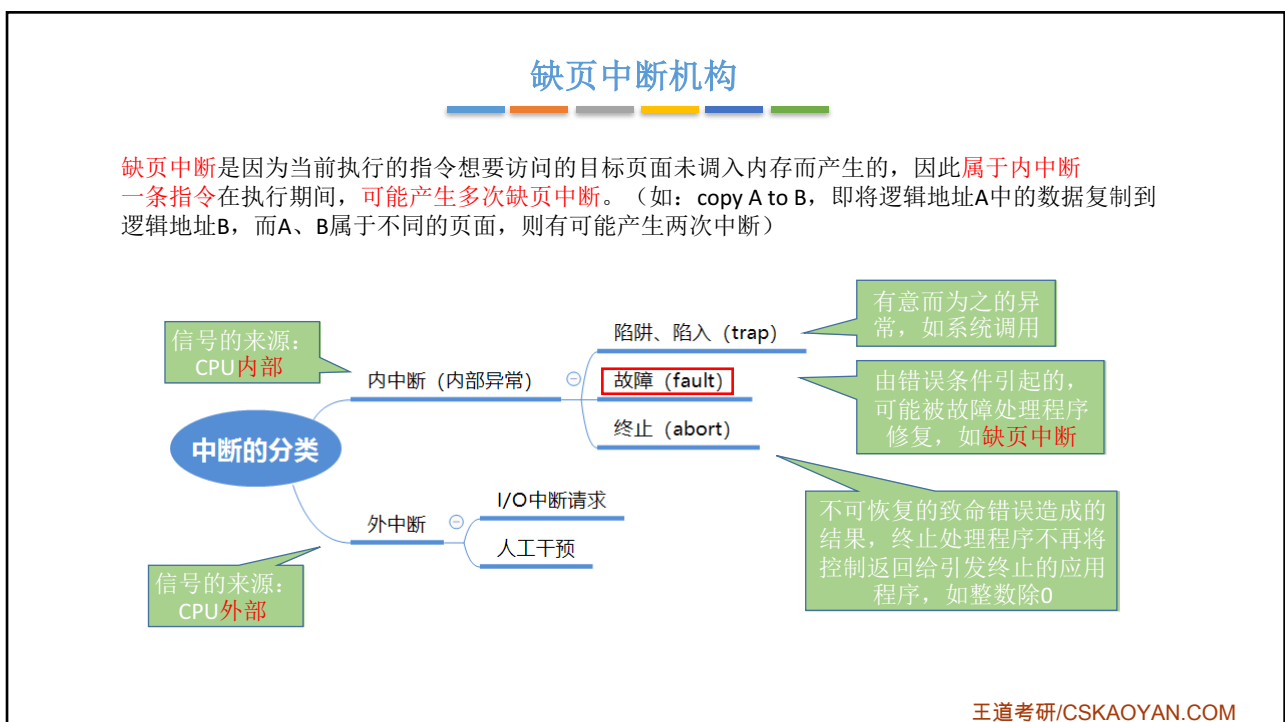 缺页中断机构
缺页中断是因为当前执行的指令想要访问的目标页面未调入内存而产生的，因此属于内中断
一条指令在执行期间，可能产生多次缺页中断。（如：copy A to B，即将逻辑地址A中的数据复制到
逻辑地址B，而A、B属于不同的页面，则有可能产生两次中断）
有意而为之的异
常，如系统调用
信号的来源：
CPU内部
陷阱、陷入（trap）
内中断（内部异常）
故障（fault）
由错误条件引起的，
可能被故障处理程序
修复，如缺页中断
终止（abort）
中断的分类
I/O中断请求
外中断
人工干预
不可恢复的致命错误造成的
结果，终止处理程序不再将
控制返回给引发终止的应用
程序，如整数除0
信号的来源：
CPU外部
王道考研/CSKAOYAN.COM